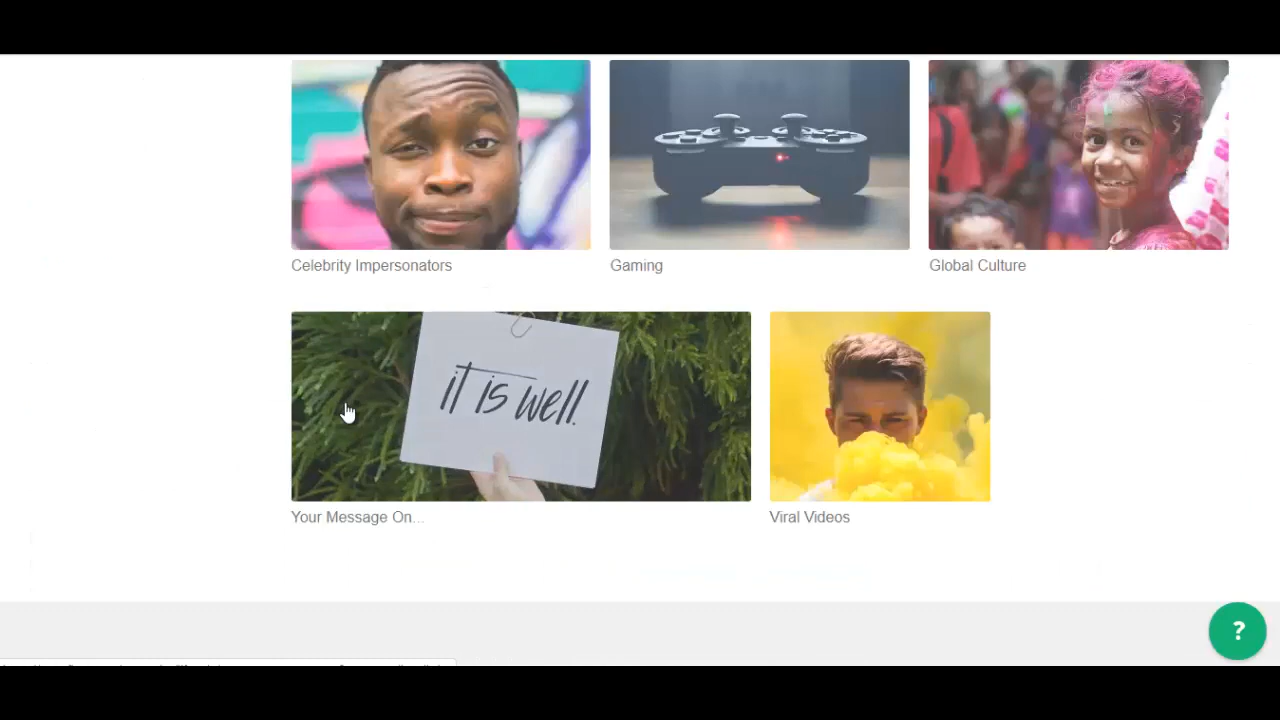 Celebrity Impersonators
Gaming
Global Culture
it is well.
Your Message On...
Viral Videos
?